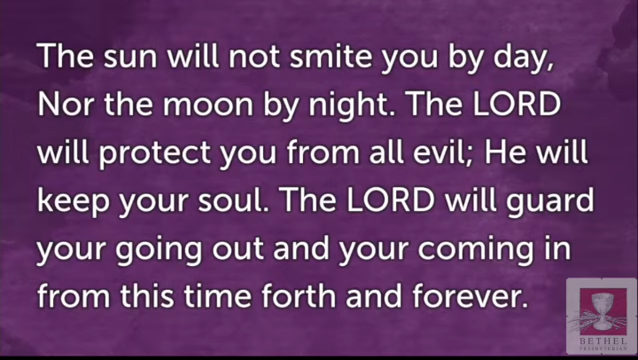 The sun will not smite you by day,
Nor the moon by night. The LORD
will protect you from all evil; He will
keep your soul. The LORD will guard
your going out and your coming in
from this time forth and forever.
BETHEL
PRESBYTERIAN